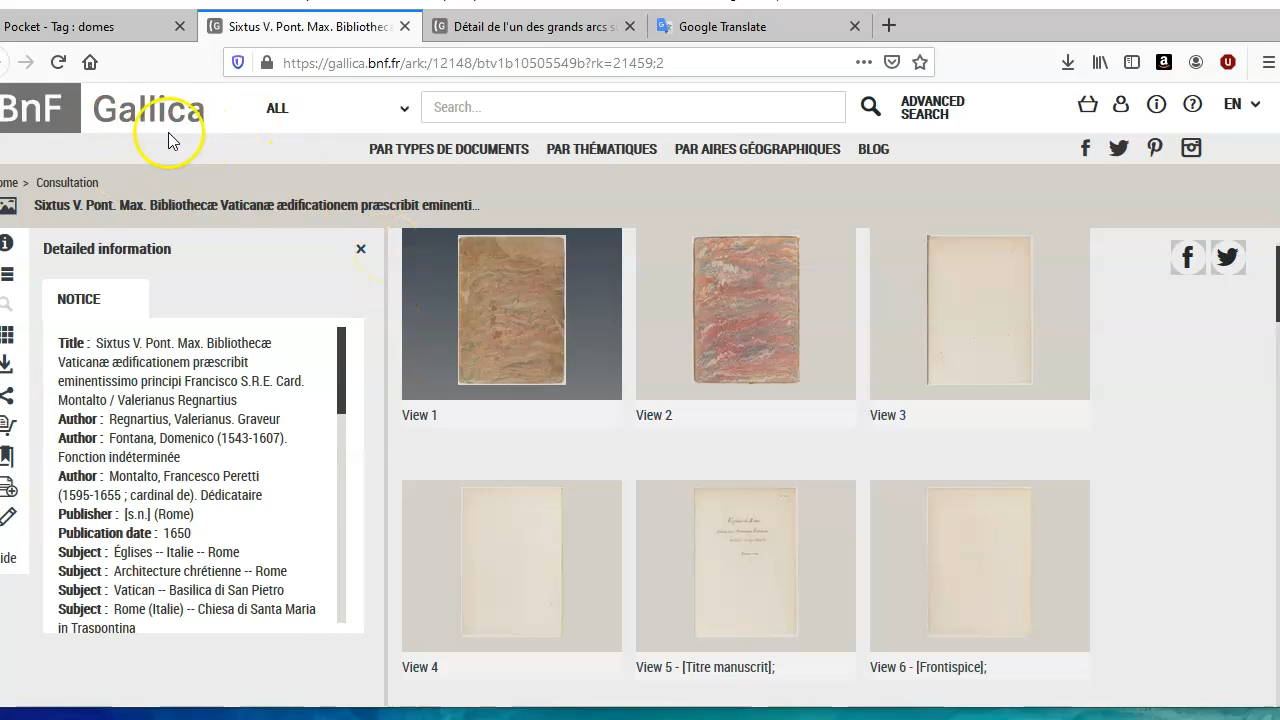 Pocket - Tag : domes
Sixtus V. Pont. Max. Bibliothec
Détail de l'un des grands arcs s
Google Translate
https://gallica.bnf.fr/ark:/12148/btv1b10505549b?rk=21459;2
BnF Gallica
ALL
Search...
ADVANCED
SEARCH
EN
PAR TYPES DE DOCUMENTS PAR THÉMATIQUES PAR AIRES GÉOGRAPHIQUES BLOG
ome > Consultation
Sixtus V. Pont. Max. Bibliothecæ Vaticanæ ædificationem præscribit eminenti...
Detailed information
NOTICE
Title : Sixtus V. Pont. Max. Bibliothecæ
Vaticanæ ædificationem præscribit
eminentissimo principi Francisco S.R.E. Card.
Montalto / Valerianus Regnartius
Author : Regnartius, Valerianus. Graveur
Author : Fontana, Domenico (1543-1607).
Fonction indéterminée
Author : Montalto, Francesco Peretti
(1595-1655 ; cardinal de). Dédicataire
Publisher : [s.n.] (Rome)
Publication date : 1650
Subject : Églises -- Italie -- Rome
Subject : Architecture chrétienne -- Rome
Subject : Vatican -- Basilica di San Pietro
Subject : Rome (Italie) -- Chiesa di Santa Maria
in Traspontina
ide
View 1
View 2
View 3
View 4
View 5 - [Titre manuscrit];
View 6 - [Frontispice];